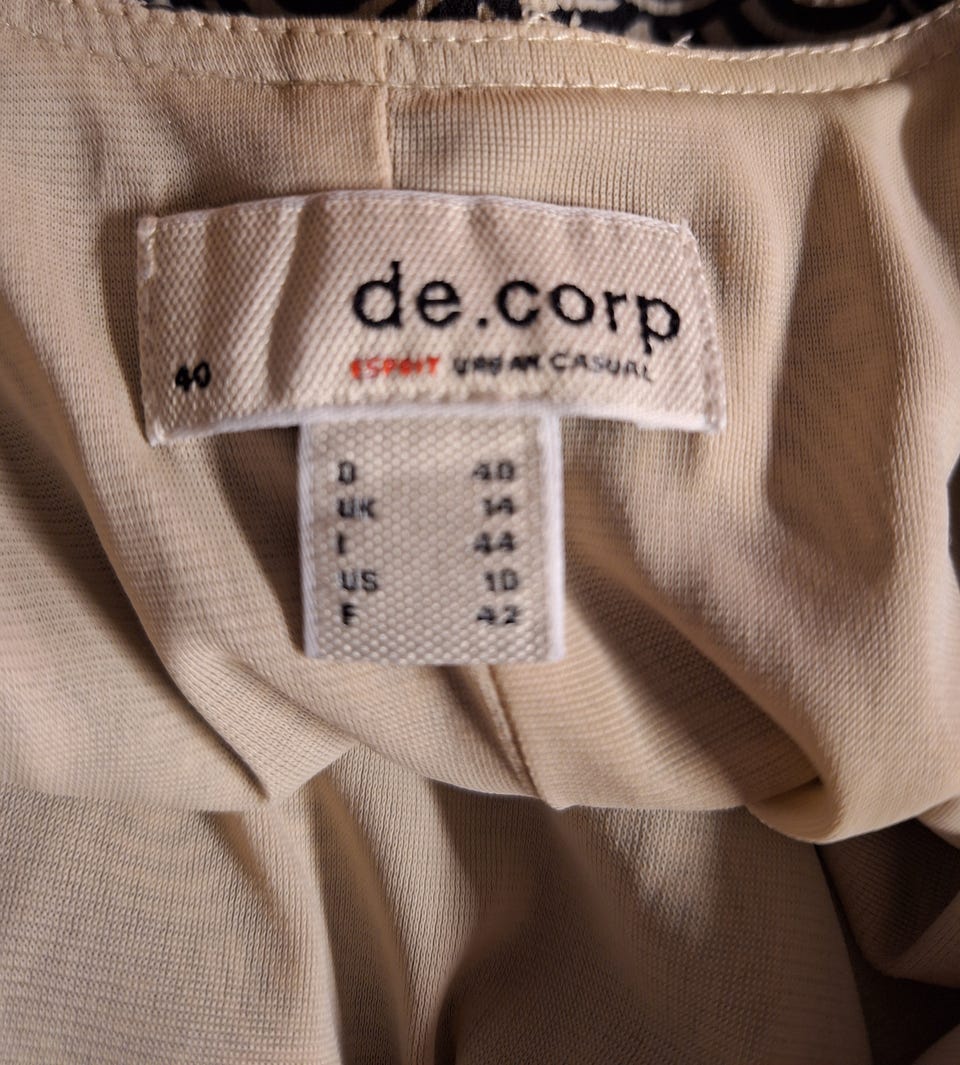 de.corp
ESPRIT URBAN CASUAL
40
D 40
UK 14
I 44
US 10
F 42